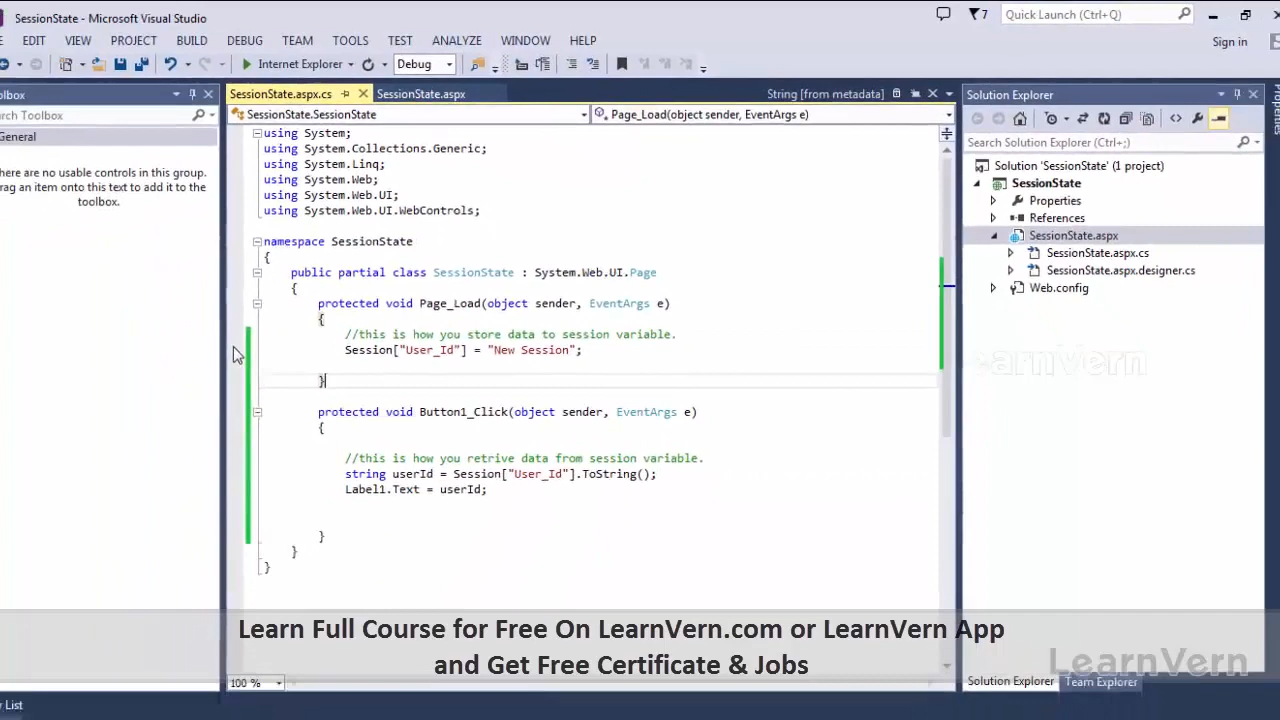 SessionState - Microsoft Visual Studio
7
Quick Launch (Ctrl+Q)
EDIT VIEW PROJECT BUILD DEBUG TEAM TOOLS TEST ANALYZE WINDOW HELP
Sign in
Internet Explorer
Debug
lbox
rch Toolbox
General
here are no usable controls in this group.
rag an item onto this text to add it to the
toolbox.
SessionState.aspx.cs
SessionState.aspx
String [from metadata]
SessionState.SessionState
Page_Load(object sender, EventArgs e)
using System;
using System.Collections.Generic;
using System.Linq;
using System.Web;
using System.Web.UI;
using System.Web.UI.WebControls;
namespace SessionState
{
public partial class SessionState : System.Web.UI.Page
{
protected void Page_Load(object sender, EventArgs e)
{
//this is how you store data to session variable.
Session["User_Id"] = "New Session";
}
protected void Button1_Click(object sender, EventArgs e)
{
//this is how you retrive data from session variable.
string userId = Session["User_Id"].ToString();
Label1.Text = userId;
}
}
}
100 %
Solution Explorer
Search Solution Explorer (Ctrl+;)
Solution 'SessionState' (1 project)
SessionState
Properties
References
SessionState.aspx
SessionState.aspx.cs
SessionState.aspx.designer.cs
Web.config
Properties
earnVern
Learn Full Course for Free On LearnVern.com or LearnVern App
and Get Free Certificate & Jobs
LearnVern
Solution Explorer
Team Explorer
List